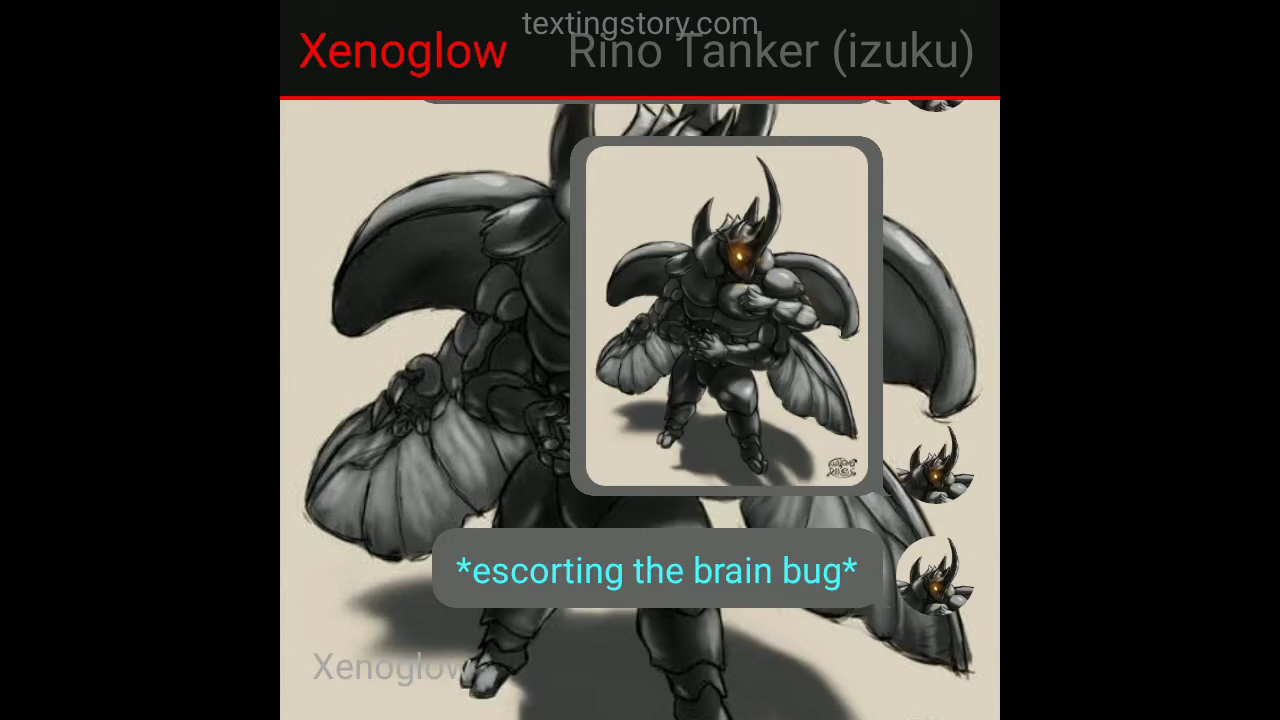 textingstory.com
Xenoglow Rino Tanker (izuku)
*escorting the brain bug*
Xenoglow